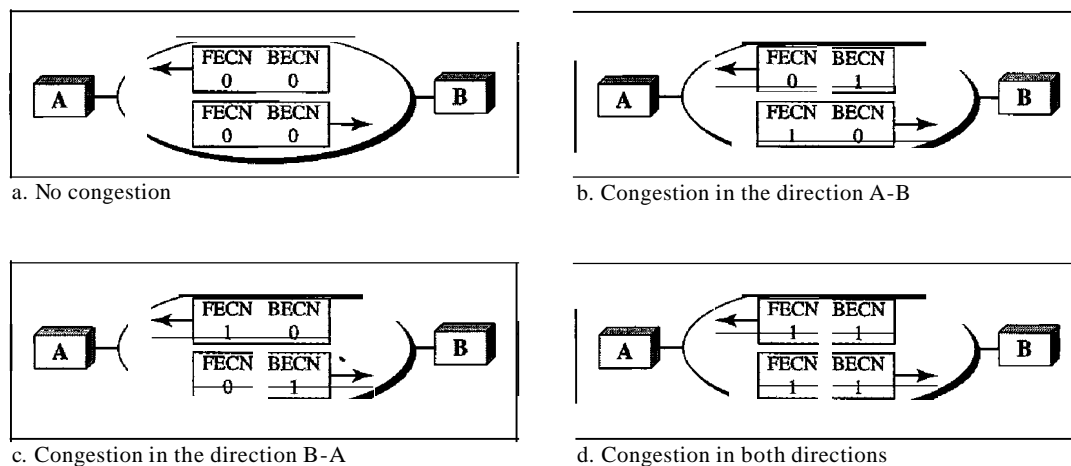 FECN BECN
0 0
A
B
FECN BECN
0 0
a. No congestion
FECN BECN
0 1
A
B
FECN BECN
1 0
b. Congestion in the direction A-B
FECN BECN
1 0
A
B
FECN BECN
0 1
c. Congestion in the direction B-A
FECN BECN
1 1
A
B
FECN BECN
1 1
d. Congestion in both directions